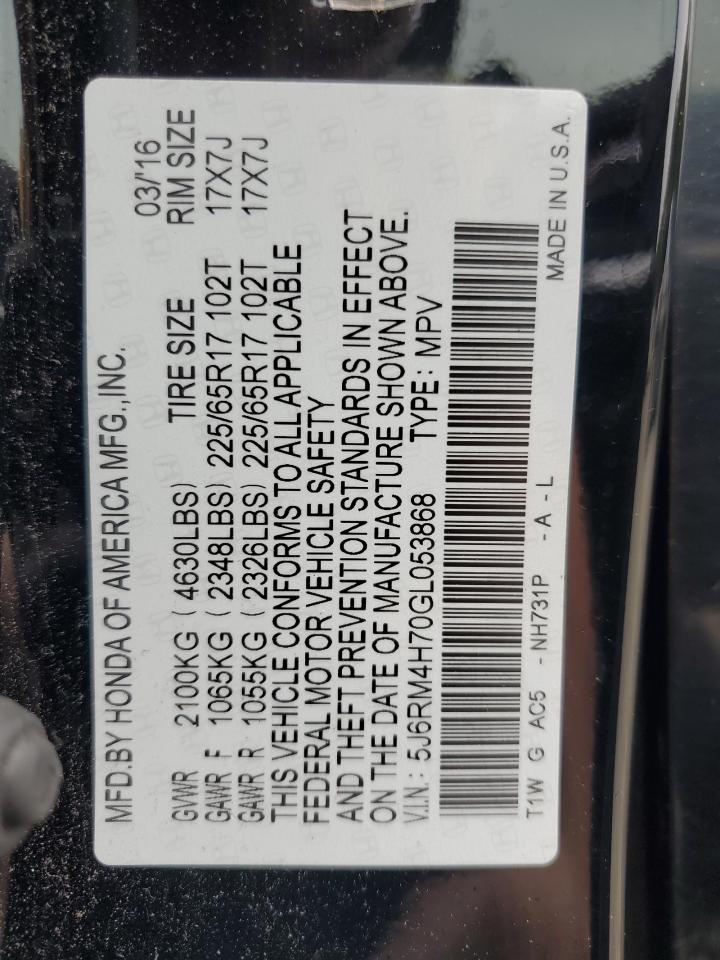 MFD.BY HONDA OF AMERICA MFG.,INC. 03/'16
GVWR 2100KG ( 4630LBS) TIRE SIZE RIM SIZE
GAWR F 1065KG ( 2348LBS) 225/65R17 102T 17X7J
GAWR R 1055KG ( 2326LBS) 225/65R17 102T 17X7J
THIS VEHICLE CONFORMS TO ALL APPLICABLE
FEDERAL MOTOR VEHICLE SAFETY
AND THEFT PREVENTION STANDARDS IN EFFECT
ON THE DATE OF MANUFACTURE SHOWN ABOVE.
V.I.N.: 5J6RM4H70GL053868 TYPE: MPV
T1W G AC5 - NH731P - A - L MADE IN U.S.A.